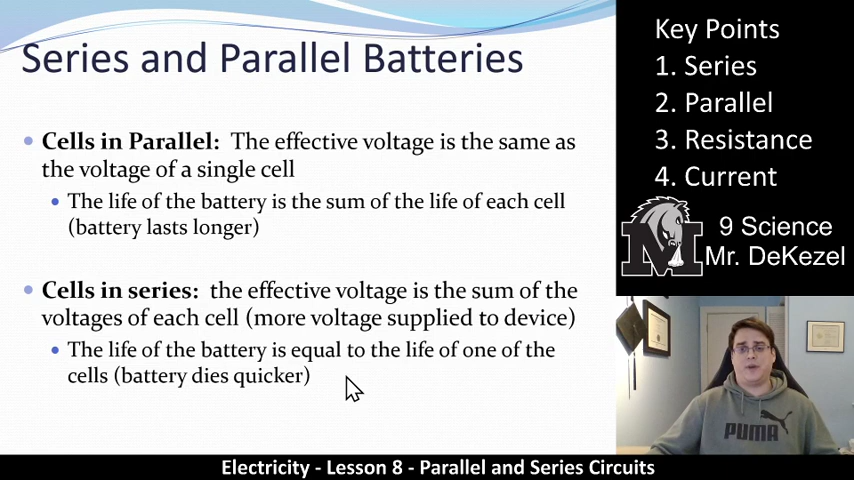 Series and Parallel Batteries
Cells in Parallel: The effective voltage is the same as
the voltage of a single cell
The life of the battery is the sum of the life of each cell
(battery lasts longer)
Cells in series: the effective voltage is the sum of the
voltages of each cell (more voltage supplied to device)
The life of the battery is equal to the life of one of the
cells (battery dies quicker)
Key Points
1. Series
2. Parallel
3. Resistance
4. Current
M
9 Science
Mr. DeKezel
PUMA
Electricity - Lesson 8 - Parallel and Series Circuits